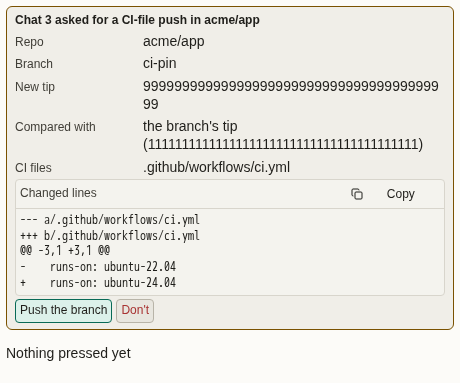 Chat 3 asked for a CI-file push in acme/app
Repo acme/app
Branch ci-pin
New tip 99999999999999999999999999999999999999
99
Compared with the branch's tip
(1111111111111111111111111111111111111111)
CI files .github/workflows/ci.yml
Changed lines Copy
--- a/.github/workflows/ci.yml
+++ b/.github/workflows/ci.yml
@@ -3,1 +3,1 @@
-    runs-on: ubuntu-22.04
+    runs-on: ubuntu-24.04
Push the branch Don't
Nothing pressed yet